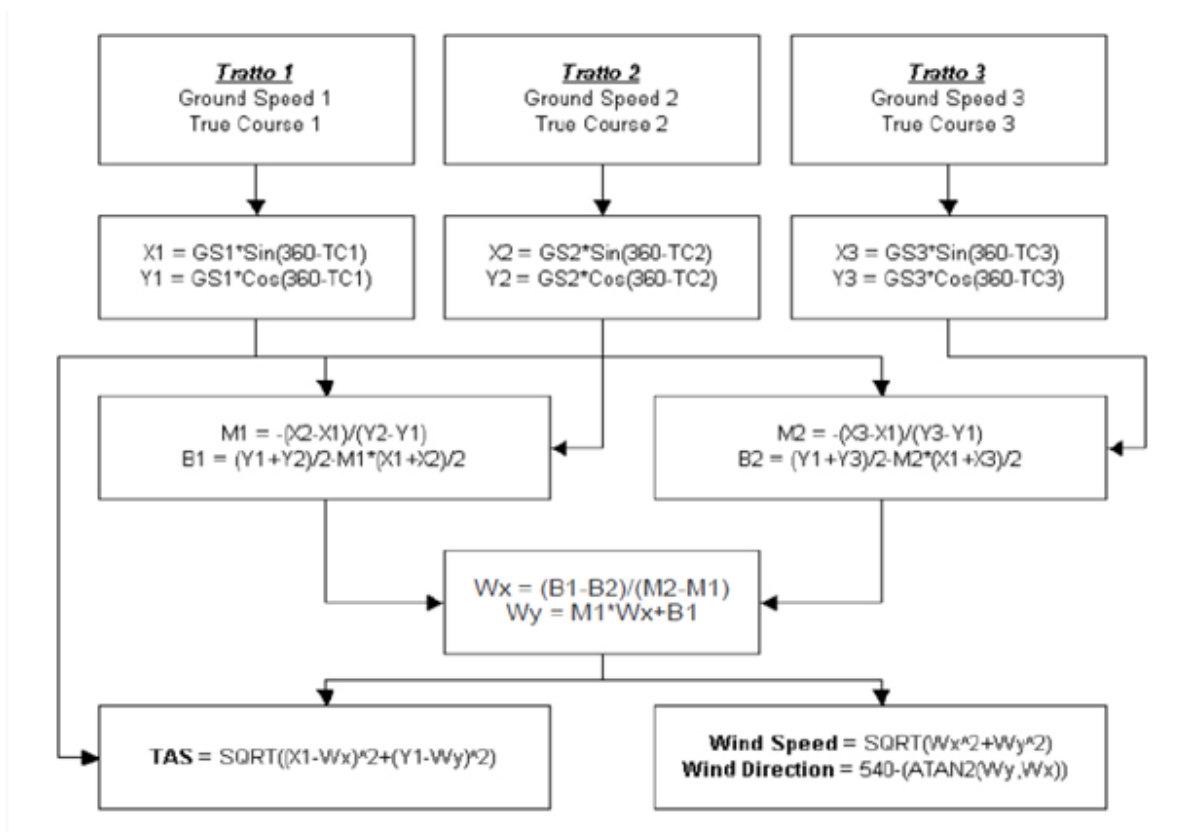 Tratto 1
Ground Speed 1
True Course 1
Tratto 2
Ground Speed 2
True Course 2
Tratto 3
Ground Speed 3
True Course 3
X1 = GS1*Sin(360-TC1)
Y1 = GS1*Cos(360-TC1)
X2 = GS2*Sin(360-TC2)
Y2 = GS2*Cos(360-TC2)
X3 = GS3*Sin(360-TC3)
Y3 = GS3*Cos(360-TC3)
M1 = -(X2-X1)/(Y2-Y1)
B1 = (Y1+Y2)/2-M1*(X1+X2)/2
M2 = -(X3-X1)/(Y3-Y1)
B2 = (Y1+Y3)/2-M2*(X1+X3)/2
Wx = (B1-B2)/(M2-M1)
Wy = M1*Wx+B1
TAS = SQRT((X1-Wx)^2+(Y1-Wy)^2)
Wind Speed = SQRT(Wx^2+Wy^2)
Wind Direction = 540-(ATAN2(Wy,Wx))